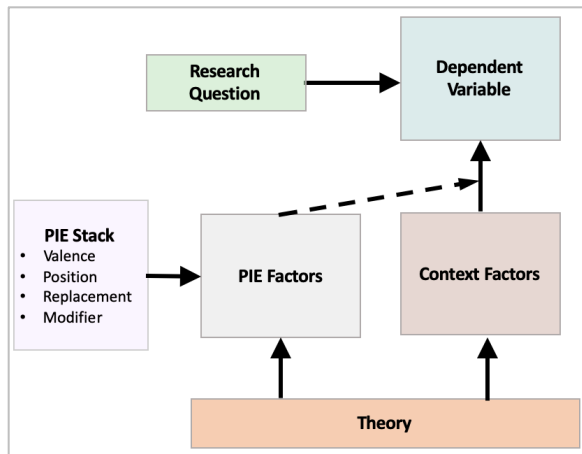 Research
Question
Dependent
Variable
PIE Stack
• Valence
• Position
• Replacement
• Modifier
PIE Factors
Context Factors
Theory